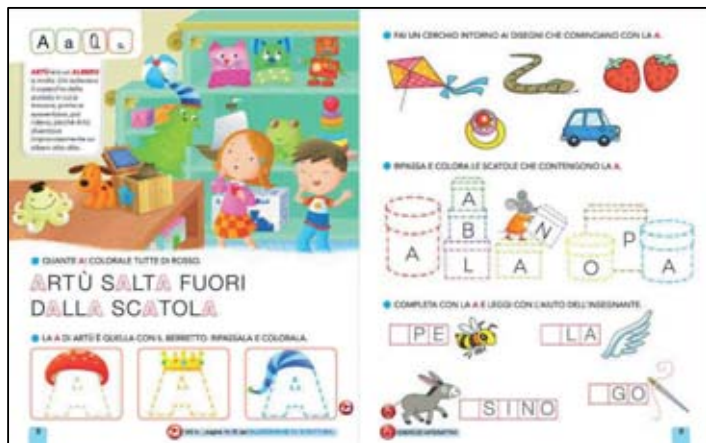 A a a a
ARTÙ
QUANTE A! COLORALE TUTTE DI ROSSO.
ARTÙ SALTA FUORI
DALLA SCATOLA
LA A DI ARTÙ È QUELLA CON IL BERRETTO: RIPASSALA E COLORALA.
A A A
FAI UN CERCHIO INTORNO AI DISEGNI CHE COMINCIANO CON LA A.
RIPASSA E COLORA LE SCATOLE CHE CONTENGONO LA A.
A
B N
A L A O P A
COMPLETA CON LA A E LEGGI CON L'AIUTO DELL'INSEGNANTE.
PE LA
SINO GO